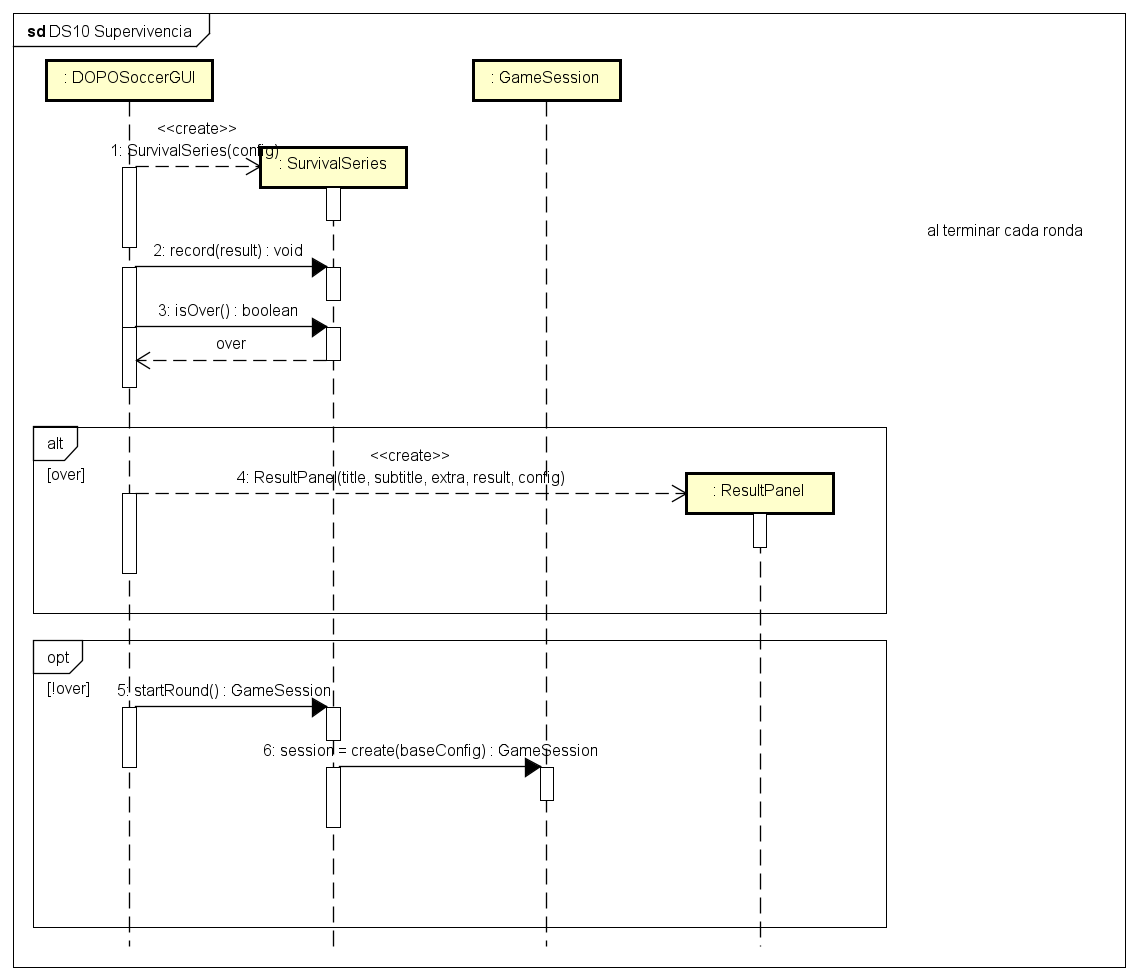 sd DS10 Supervivencia
: DOPOSoccerGUI
: GameSession
<<create>>
1: SurvivalSeries(config)
: SurvivalSeries
al terminar cada ronda
2: record(result) : void
3: isOver() : boolean
over
alt
[over]
<<create>>
4: ResultPanel(title, subtitle, extra, result, config)
: ResultPanel
opt
[!over]
5: startRound() : GameSession
6: session = create(baseConfig) : GameSession